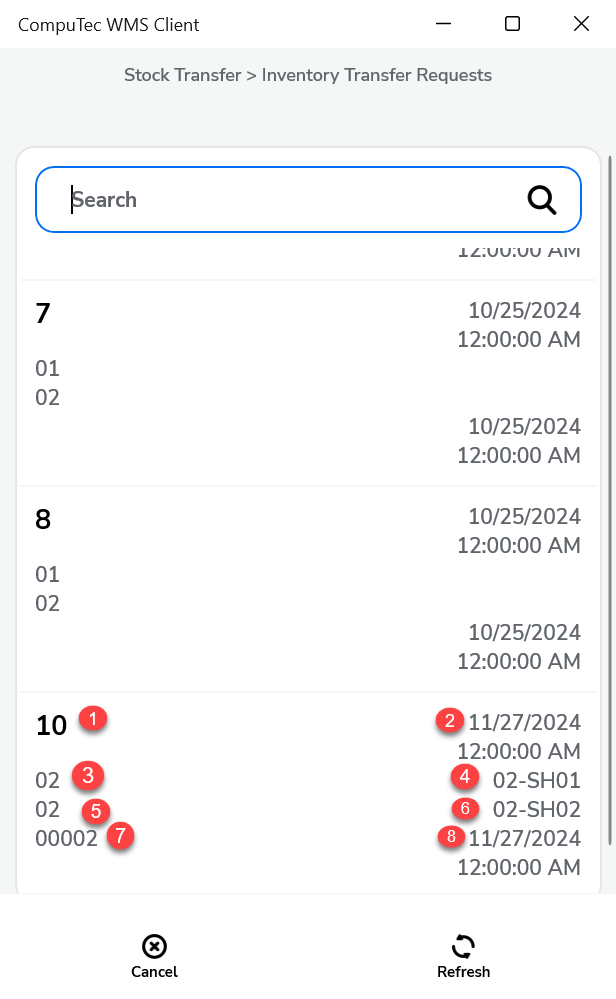 CompuTec WMS Client
Stock Transfer > Inventory Transfer Requests
Search
12:00:00 AM
7 10/25/2024
12:00:00 AM
01
02
10/25/2024
12:00:00 AM
8 10/25/2024
12:00:00 AM
01
02
10/25/2024
12:00:00 AM
10 1 2 11/27/2024
12:00:00 AM
02 3 4 02-SH01
02 5 6 02-SH02
00002 7 8 11/27/2024
12:00:00 AM
Cancel Refresh